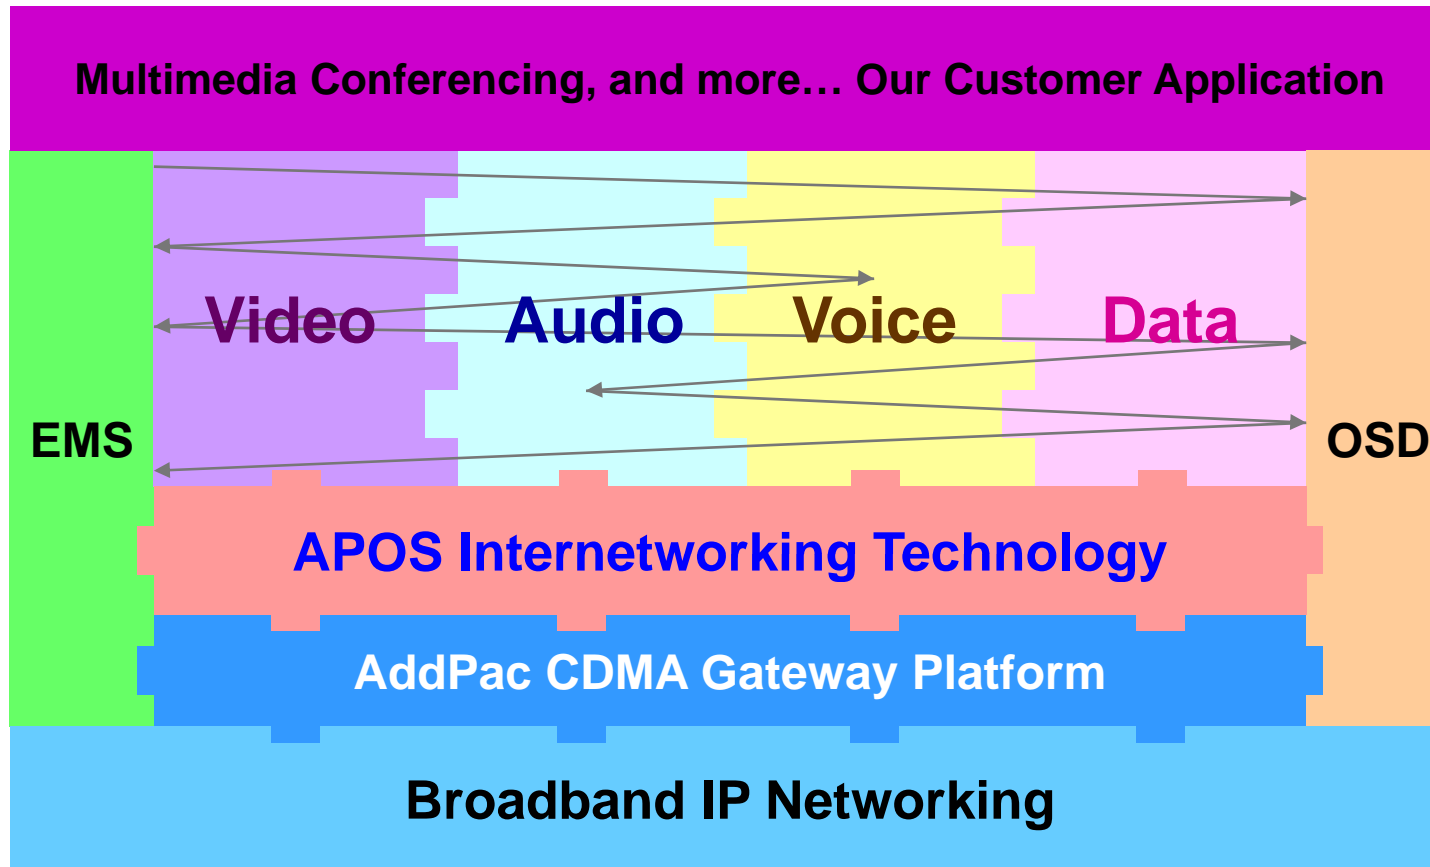 Multimedia Conferencing, and more… Our Customer Application
Video Audio Voice Data
EMS OSD
APOS Internetworking Technology
AddPac CDMA Gateway Platform
Broadband IP Networking